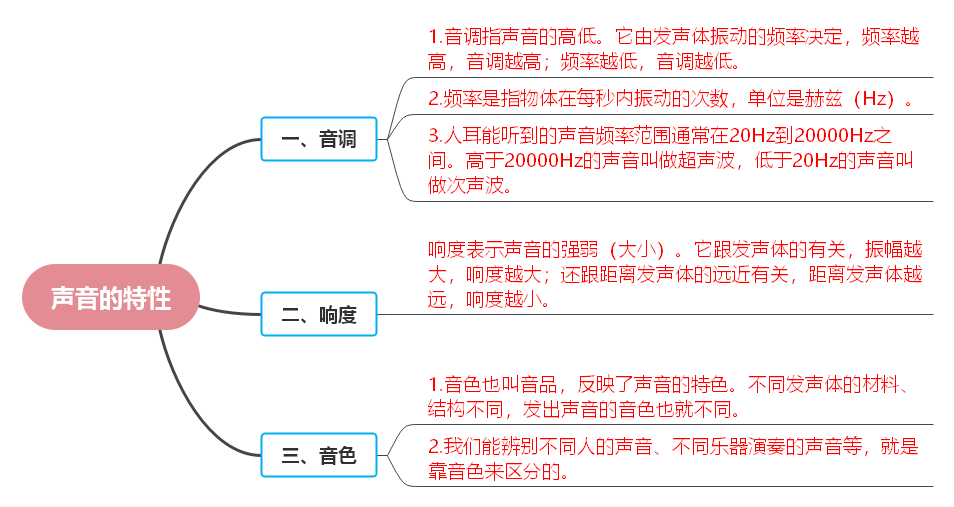 声音的特性
一、音调
1.音调指声音的高低。它由发声体振动的频率决定，频率越
高，音调越高；频率越低，音调越低。
2.频率是指物体在每秒内振动的次数，单位是赫兹（Hz）。
3.人耳能听到的声音频率范围通常在20Hz到20000Hz之
间。高于20000Hz的声音叫做超声波，低于20Hz的声音叫
做次声波。
二、响度
响度表示声音的强弱（大小）。它跟发声体的有关，振幅越
大，响度越大；还跟距离发声体的远近有关，距离发声体越
远，响度越小。
三、音色
1.音色也叫音品，反映了声音的特色。不同发声体的材料、
结构不同，发出声音的音色也就不同。
2.我们能辨别不同人的声音、不同乐器演奏的声音等，就是
靠音色来区分的。